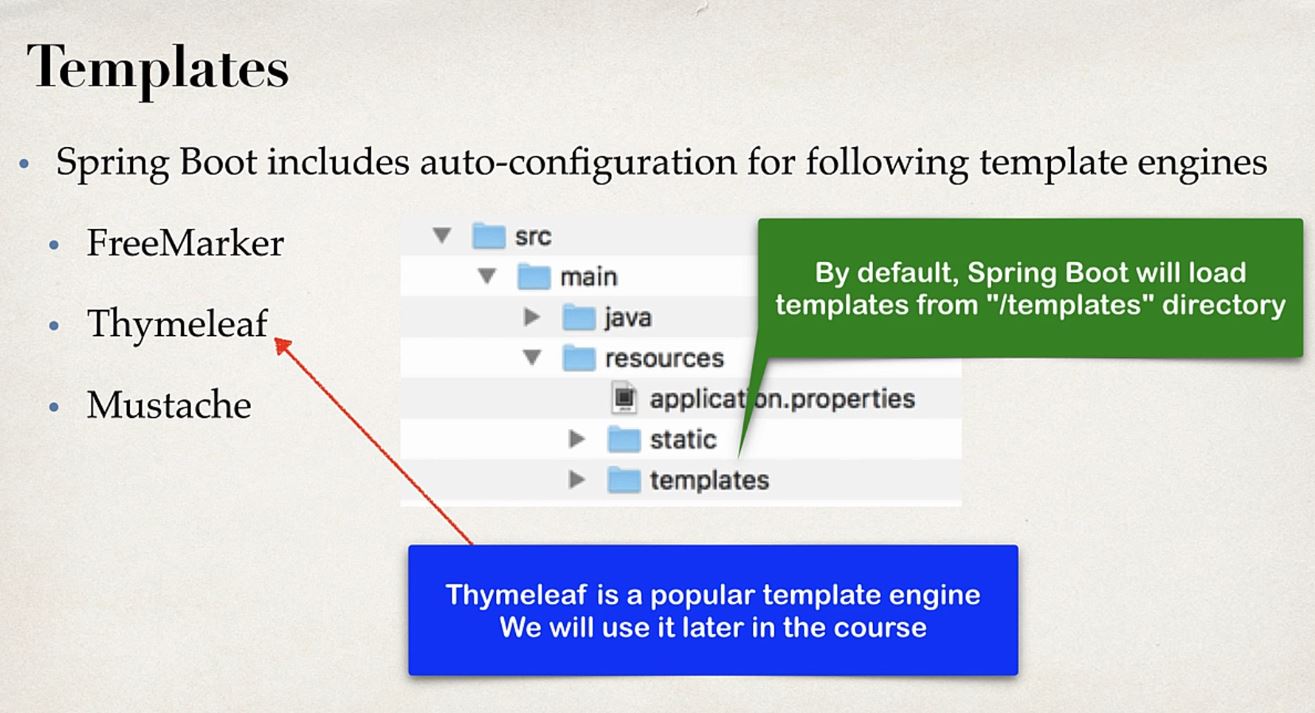 Templates
• Spring Boot includes auto-configuration for following template engines
• FreeMarker
• Thymeleaf
• Mustache
src
main
java
resources
application.properties
static
templates
By default, Spring Boot will load
templates from "/templates" directory
Thymeleaf is a popular template engine
We will use it later in the course